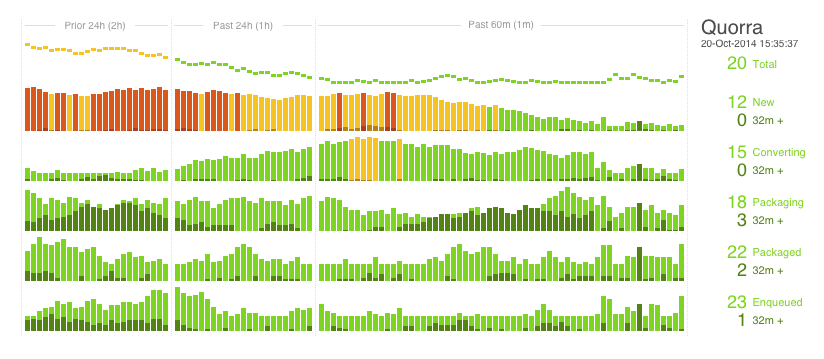 Prior 24h (2h)
Past 24h (1h)
Past 60m (1m)
Quorra
20-Oct-2014 15:35:37
20 Total
12 New
0 32m +
15 Converting
0 32m +
18 Packaging
3 32m +
22 Packaged
2 32m +
23 Enqueued
1 32m +